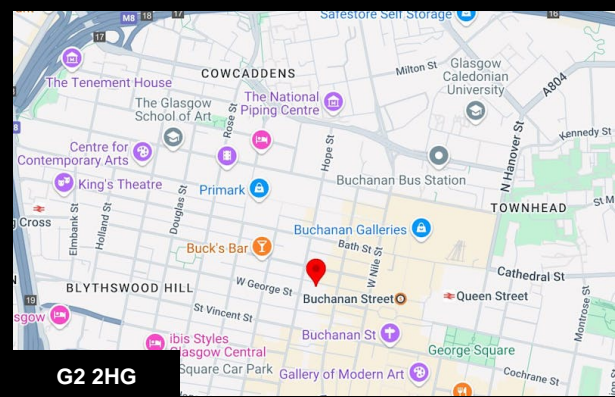 Safestore Self Storage
M8
18
17
16
17
The Tenement House
COWCADDENS
Milton St
Glasgow
Caledonian
University
A804
The Glasgow
School of Art
Rose St
The National
Piping Centre
Kennedy St
8
Centre for
Contemporary Arts
Hope St
N Hanover St
King's Theatre
Primark
Buchanan Bus Station
Cross
Elmbank St
Holland St
Douglas St
TOWNHEAD
St M
Buck's Bar
Buchanan Galleries
Bath St
W Nile St
Cathedral St
BLYTHSWOOD HILL
W George St
Buchanan Street
Queen Street
Montrose St
19
sgow
St Vincent St
ibis Styles
Glasgow Central
Buchanan St
George Square
Square Car Park
Gallery of Modern Art
Cochrane St
G2 2HG